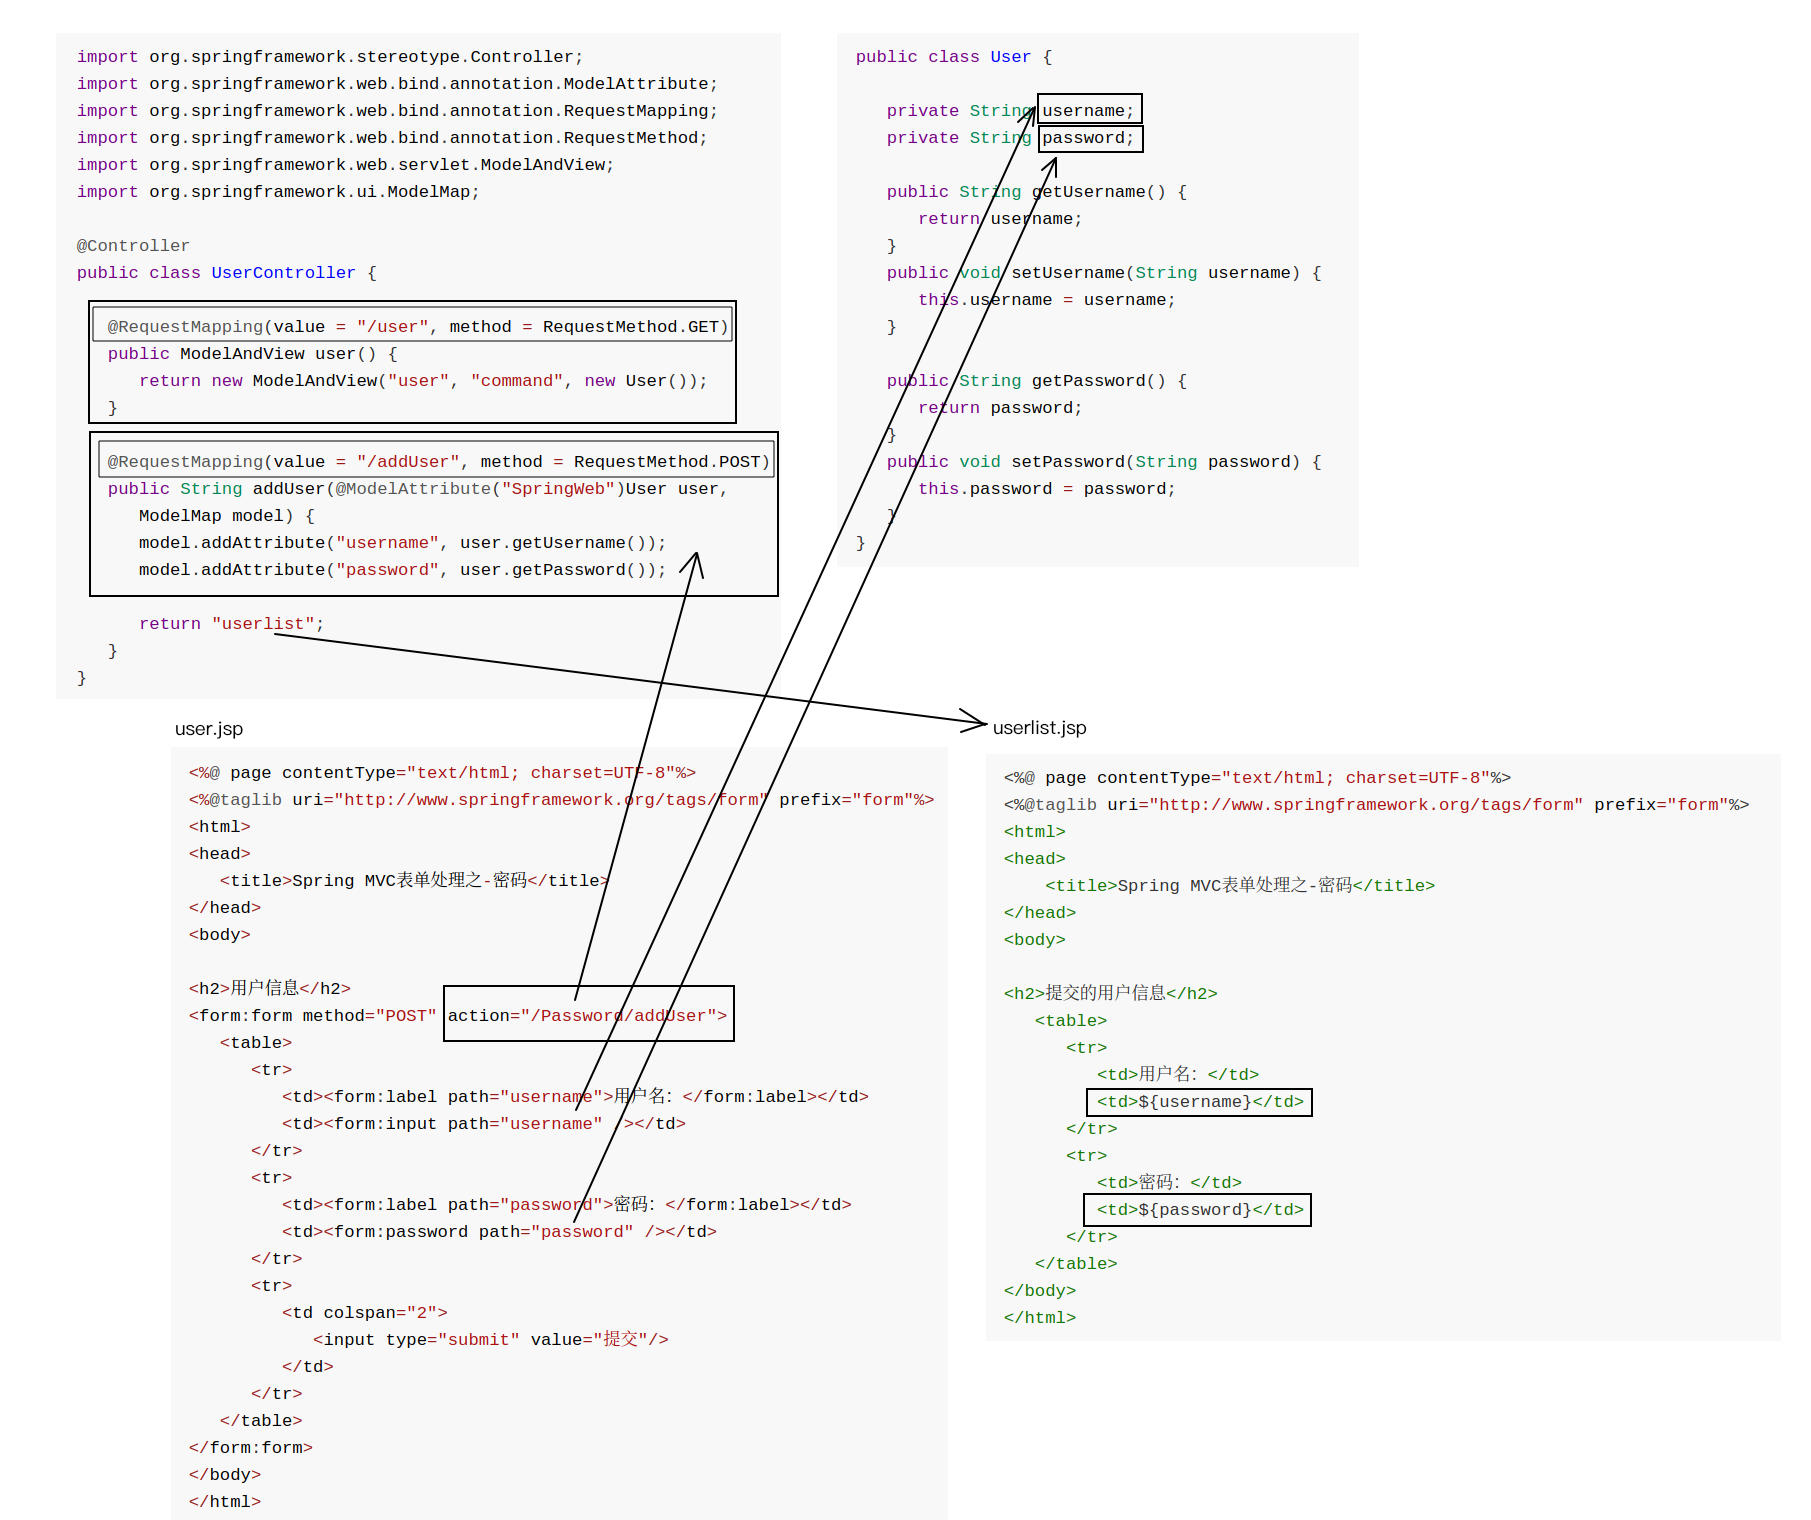 import org.springframework.stereotype.Controller;
import org.springframework.web.bind.annotation.ModelAttribute;
import org.springframework.web.bind.annotation.RequestMapping;
import org.springframework.web.bind.annotation.RequestMethod;
import org.springframework.web.servlet.ModelAndView;
import org.springframework.ui.ModelMap;
@Controller
public class UserController {
@RequestMapping(value = "/user", method = RequestMethod.GET)
public ModelAndView user() {
return new ModelAndView("user", "command", new User());
}
@RequestMapping(value = "/addUser", method = RequestMethod.POST)
public String addUser(@ModelAttribute("SpringWeb")User user,
ModelMap model) {
model.addAttribute("username", user.getUsername());
model.addAttribute("password", user.getPassword());
return "userlist";
}
}
public class User {
private String username;
private String password;
public String getUsername() {
return username;
}
public void setUsername(String username) {
this.username = username;
}
public String getPassword() {
return password;
}
public void setPassword(String password) {
this.password = password;
}
}
user.jsp
<%@ page contentType="text/html; charset=UTF-8"%>
<%@taglib uri="http://www.springframework.org/tags/form" prefix="form"%>
<html>
<head>
<title>Spring MVC表单处理之-密码</title>
</head>
<body>
<h2>用户信息</h2>
<form:form method="POST" action="/Password/addUser">
<table>
<tr>
<td><form:label path="username">用户名：</form:label></td>
<td><form:input path="username" /></td>
</tr>
<tr>
<td><form:label path="password">密码：</form:label></td>
<td><form:password path="password" /></td>
</tr>
<tr>
<td colspan="2">
<input type="submit" value="提交"/>
</td>
</tr>
</table>
</form:form>
</body>
</html>
userlist.jsp
<%@ page contentType="text/html; charset=UTF-8"%>
<%@taglib uri="http://www.springframework.org/tags/form" prefix="form"%>
<html>
<head>
<title>Spring MVC表单处理之-密码</title>
</head>
<body>
<h2>提交的用户信息</h2>
<table>
<tr>
<td>用户名：</td>
<td>${username}</td>
</tr>
<tr>
<td>密码：</td>
<td>${password}</td>
</tr>
</table>
</body>
</html>